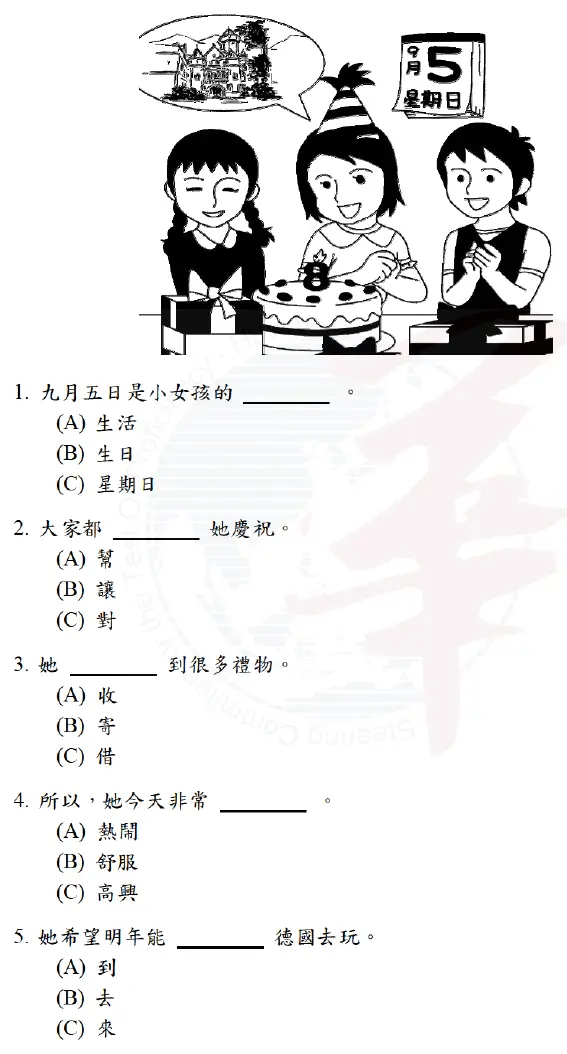 9
月
5
星期日
8
1. 九月五日是小女孩的 ________ 。
(A) 生活
(B) 生日
(C) 星期日
2. 大家都 ________ 她慶祝。
(A) 幫
(B) 讓
(C) 對
3. 她 ________ 到很多禮物。
(A) 收
(B) 寄
(C) 借
4. 所以，她今天非常 ________ 。
(A) 熱鬧
(B) 舒服
(C) 高興
5. 她希望明年能 ________ 德國去玩。
(A) 到
(B) 去
(C) 來
華
Steering Committee